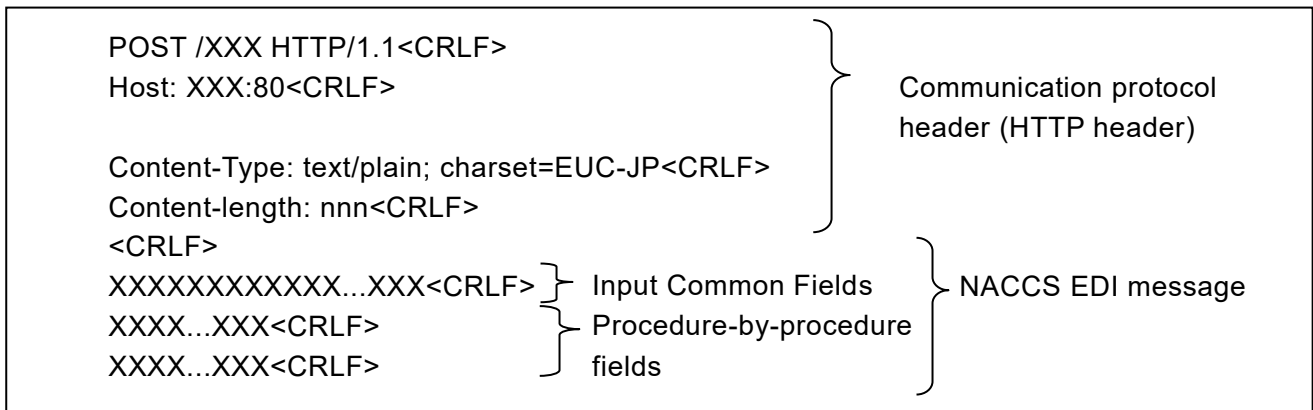 POST /XXX HTTP/1.1<CRLF>
Host: XXX:80<CRLF>
Communication protocol
header (HTTP header)
Content-Type: text/plain; charset=EUC-JP<CRLF>
Content-length: nnn<CRLF>
<CRLF>
XXXXXXXXXXXX...XXX<CRLF> Input Common Fields NACCS EDI message
XXXX...XXX<CRLF> Procedure-by-procedure
XXXX...XXX<CRLF> fields